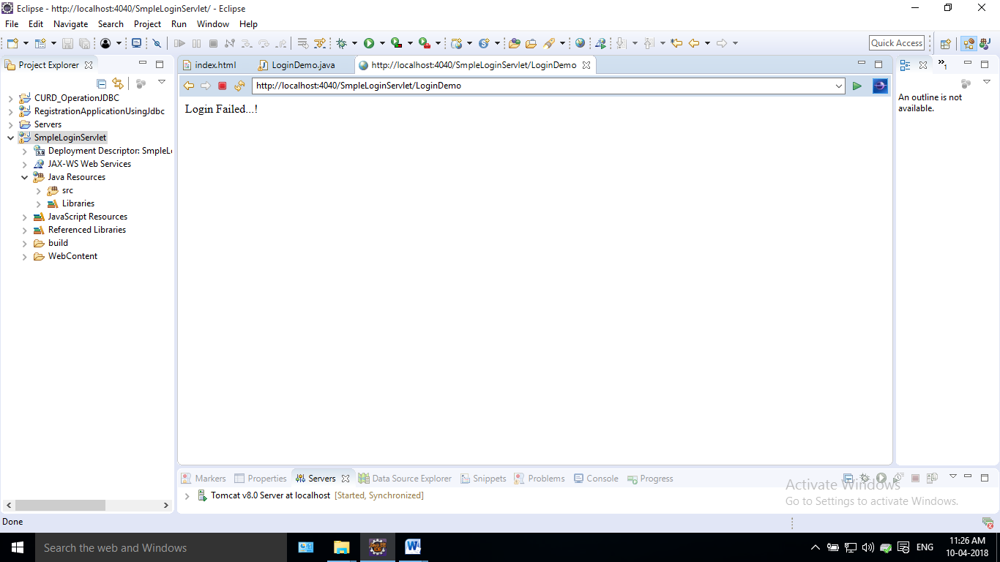 Eclipse - http://localhost:4040/SmpleLoginServlet/ - Eclipse
File Edit Navigate Search Project Run Window Help
Quick Access
Project Explorer
index.html
LoginDemo.java
http://localhost:4040/SmpleLoginServlet/LoginDemo
1
http://localhost:4040/SmpleLoginServlet/LoginDemo
Login Failed...!
An outline is not
available.
CURD_OperationJDBC
RegistrationApplicationUsingJdbc
Servers
SmpleLoginServlet
Deployment Descriptor: SmpleL
JAX-WS Web Services
Java Resources
src
Libraries
JavaScript Resources
Referenced Libraries
build
WebContent
Markers Properties Servers Data Source Explorer Snippets Problems Console Progress
Tomcat v8.0 Server at localhost [Started, Synchronized]
Activate Windows
Go to Settings to activate Windows.
Done
Search the web and Windows
ENG
11:26 AM
10-04-2018